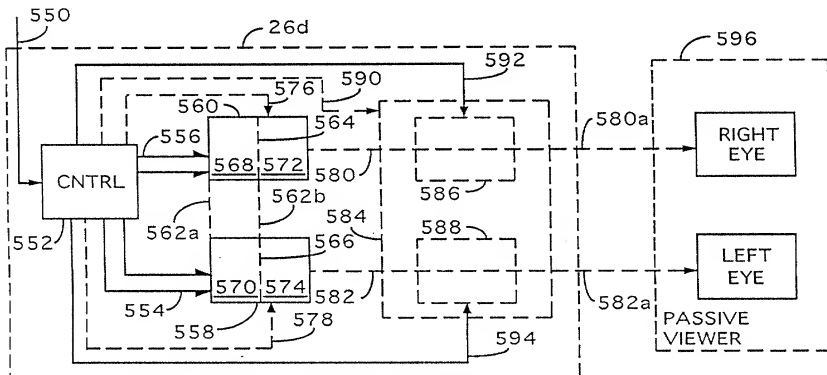 550
26d
596
592
590
576
560
564
580a
556
RIGHT
EYE
CNTRL
568 572
580
586
552
562a
562b
584
588
566
570 574
582
LEFT
EYE
554
558
578
594
582a
PASSIVE
VIEWER